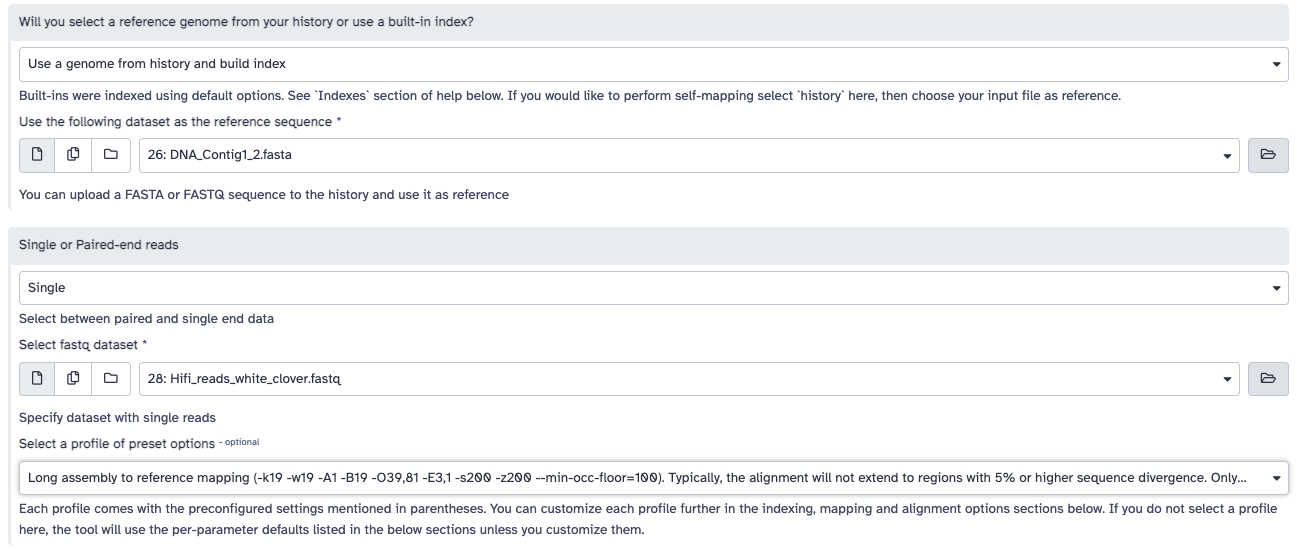 Will you select a reference genome from your history or use a built-in index?
Use a genome from history and build index
Built-ins were indexed using default options. See `Indexes` section of help below. If you would like to perform self-mapping select `history` here, then choose your input file as reference.
Use the following dataset as the reference sequence *
26: DNA_Contig1_2.fasta
You can upload a FASTA or FASTQ sequence to the history and use it as reference
Single or Paired-end reads
Single
Select between paired and single end data
Select fastq dataset *
28: Hifi_reads_white_clover.fastq
Specify dataset with single reads
Select a profile of preset options - optional
Long assembly to reference mapping (-k19 -w19 -A1 -B19 -O39,81 -E3,1 -s200 -z200 --min-occ-floor=100). Typically, the alignment will not extend to regions with 5% or higher sequence divergence. Only...
Each profile comes with the preconfigured settings mentioned in parentheses. You can customize each profile further in the indexing, mapping and alignment options sections below. If you do not select a profile
here, the tool will use the per-parameter defaults listed in the below sections unless you customize them.